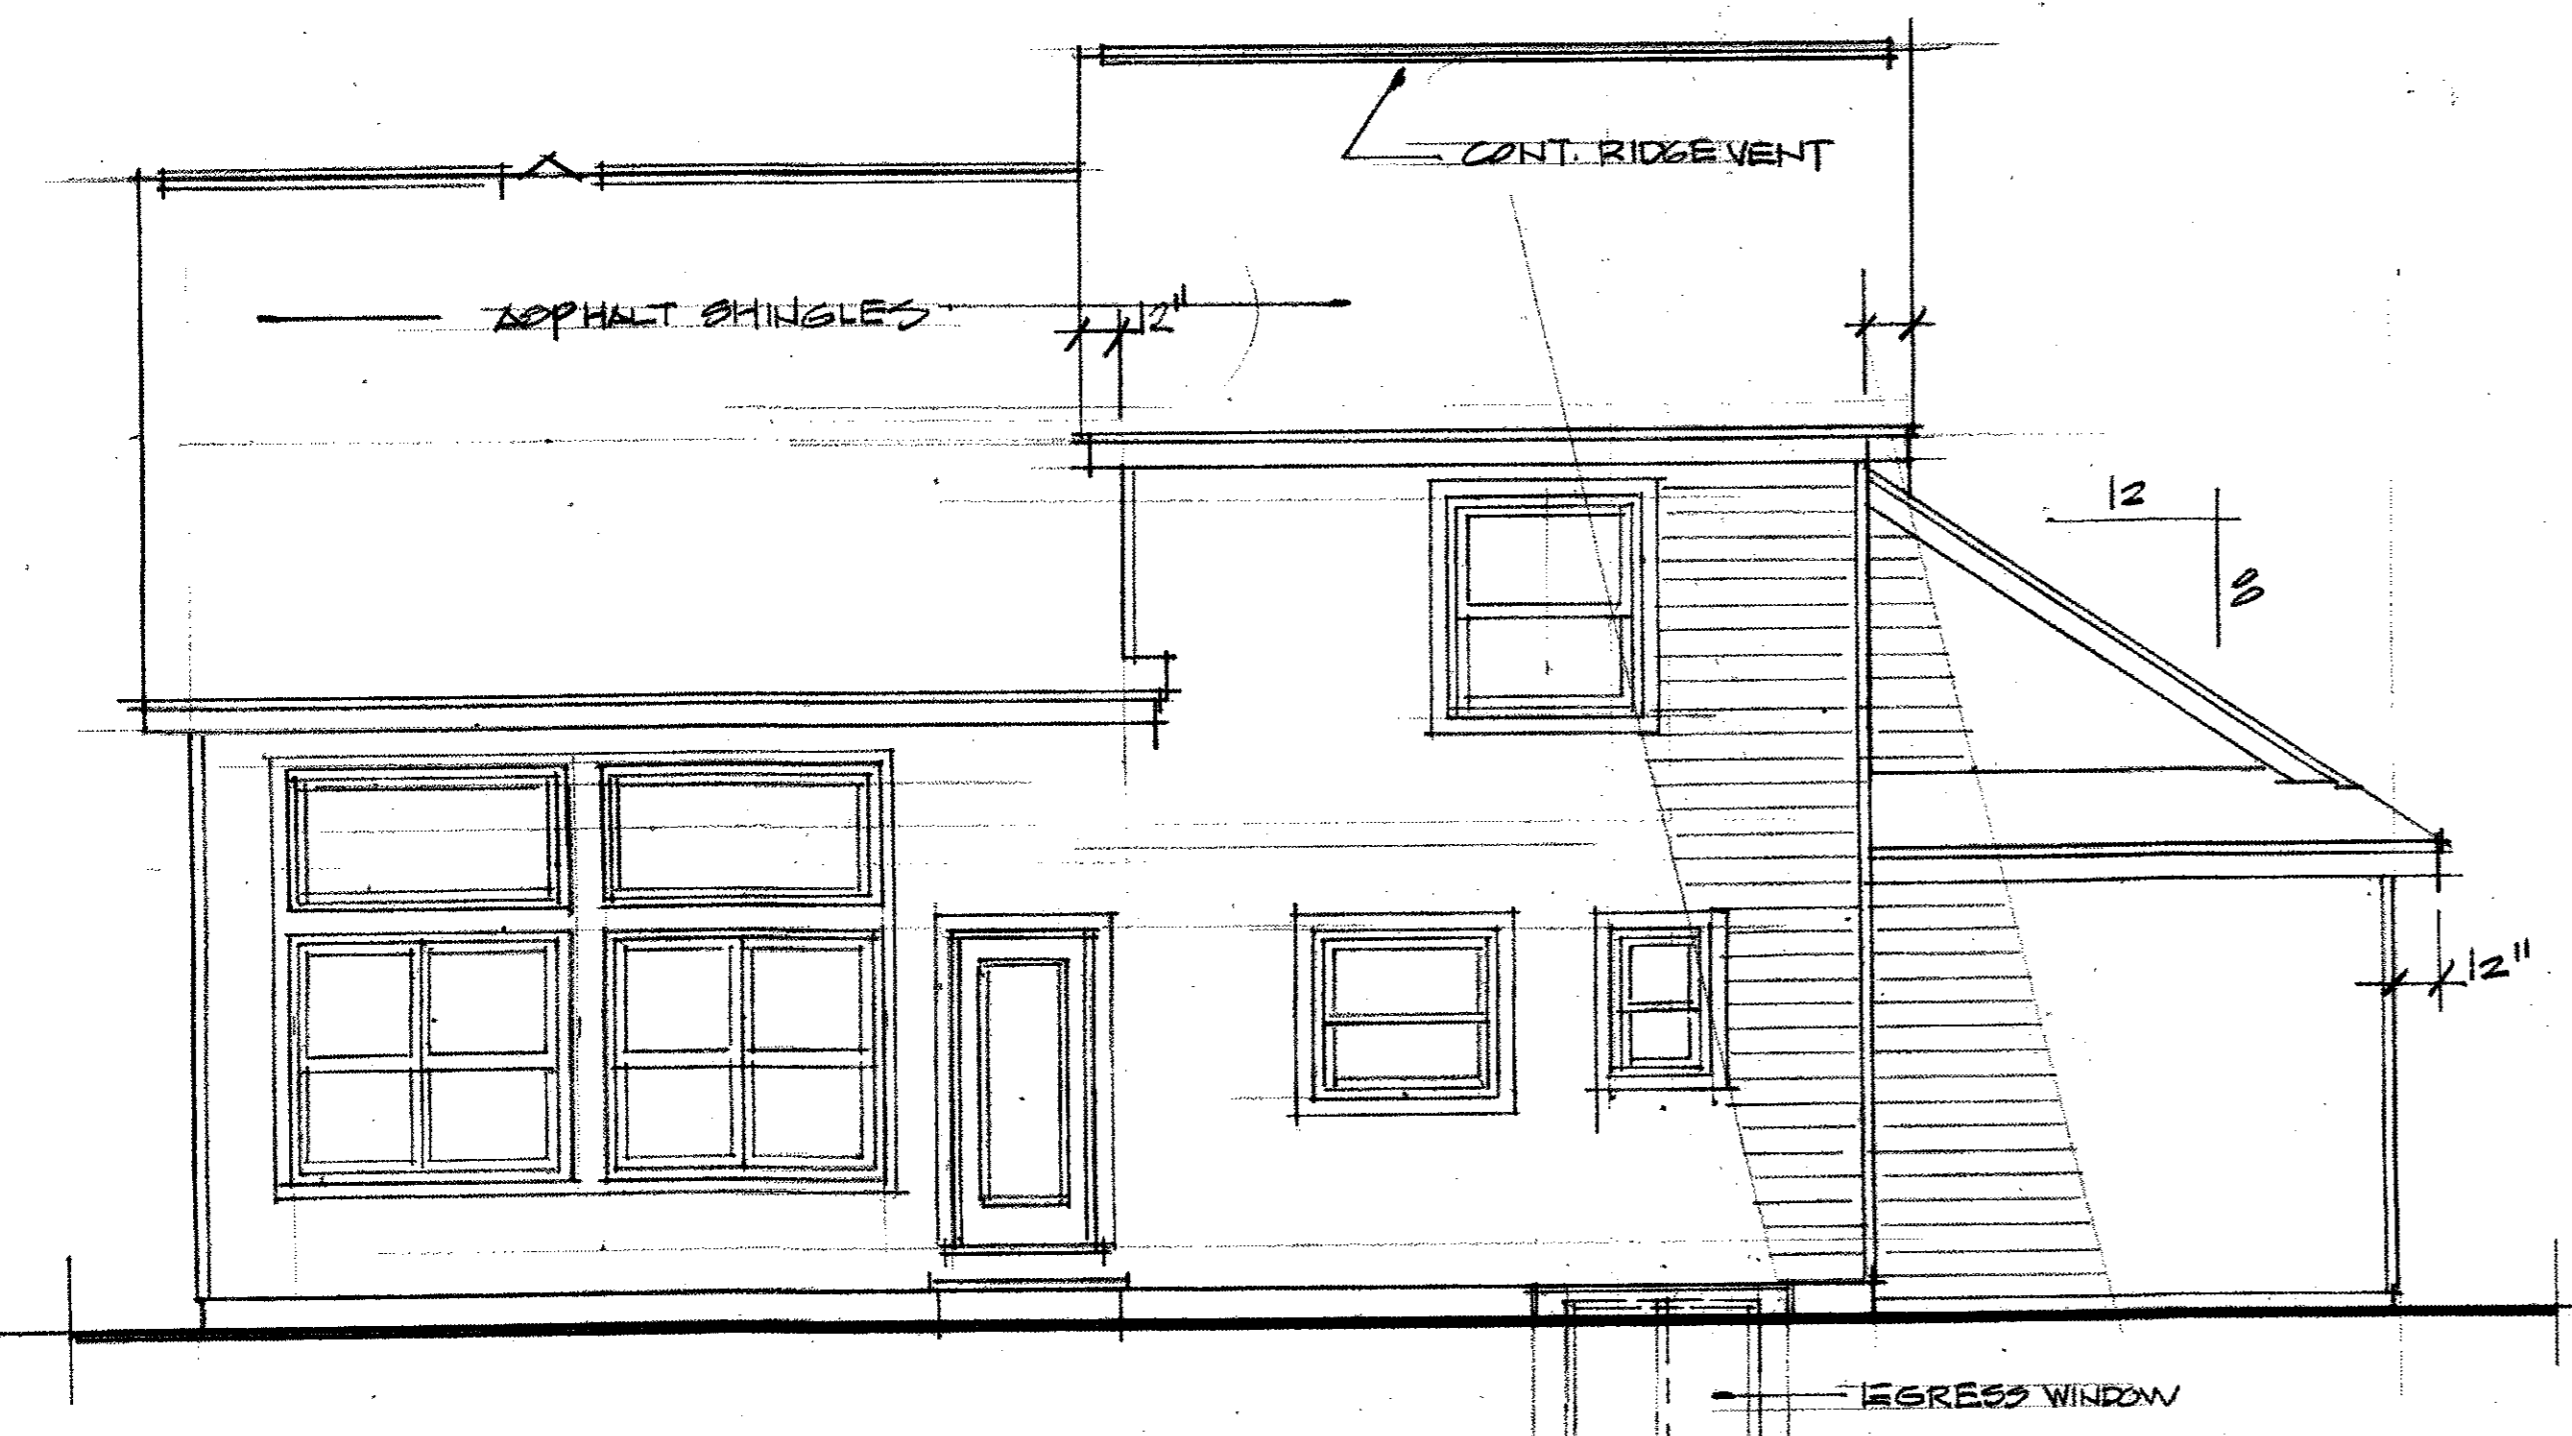 CONT. RIDGE VENT
ASPHALT SHINGLES
12"
12
8
12"
EGRESS WINDOW